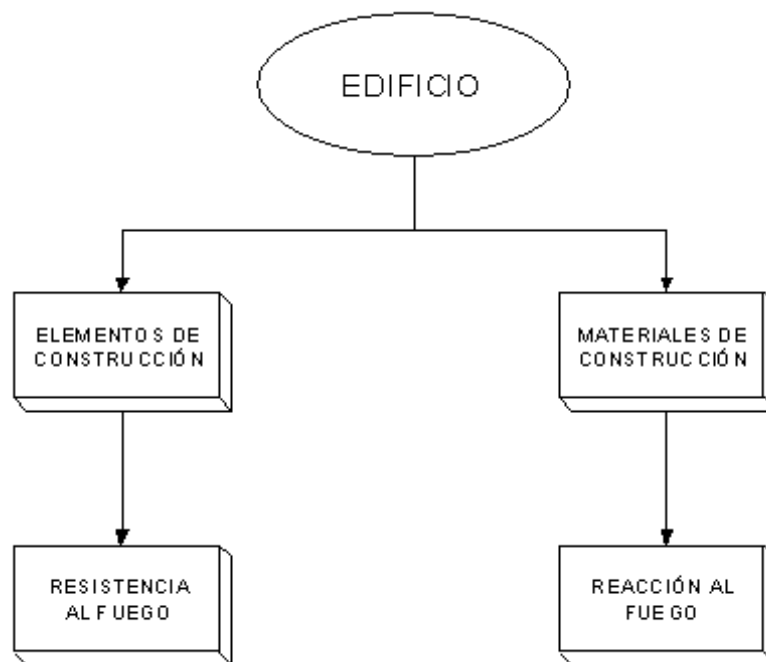 EDIFICIO
ELEMENTOS DE
CONSTRUCCIÓN
MATERIALES DE
CONSTRUCCIÓN
RESISTENCIA
AL FUEGO
REACCIÓN AL
FUEGO